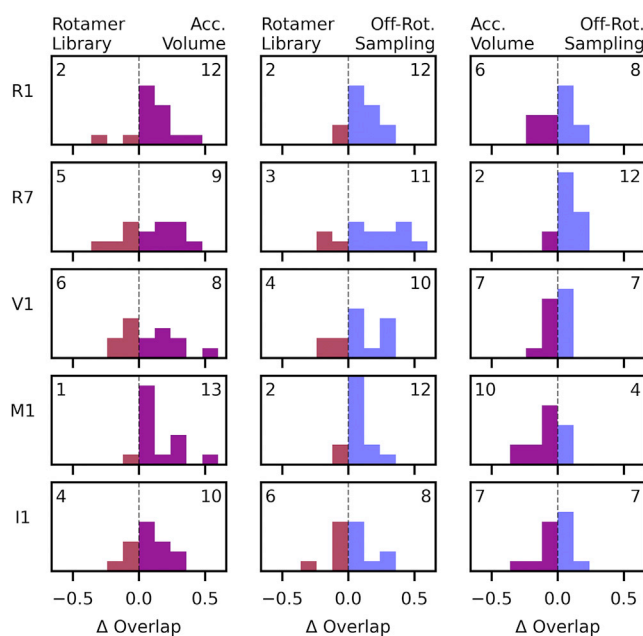 Rotamer Acc. Rotamer Off-Rot. Acc. Off-Rot.
Library Volume Library Sampling Volume Sampling
R1 2 12 2 12 6 8
R7 5 9 3 11 2 12
V1 6 8 4 10 7 7
M1 1 13 2 12 10 4
I1 4 10 6 8 7 7
−0.5 0.0 0.5 −0.5 0.0 0.5 −0.5 0.0 0.5
Δ Overlap Δ Overlap Δ Overlap